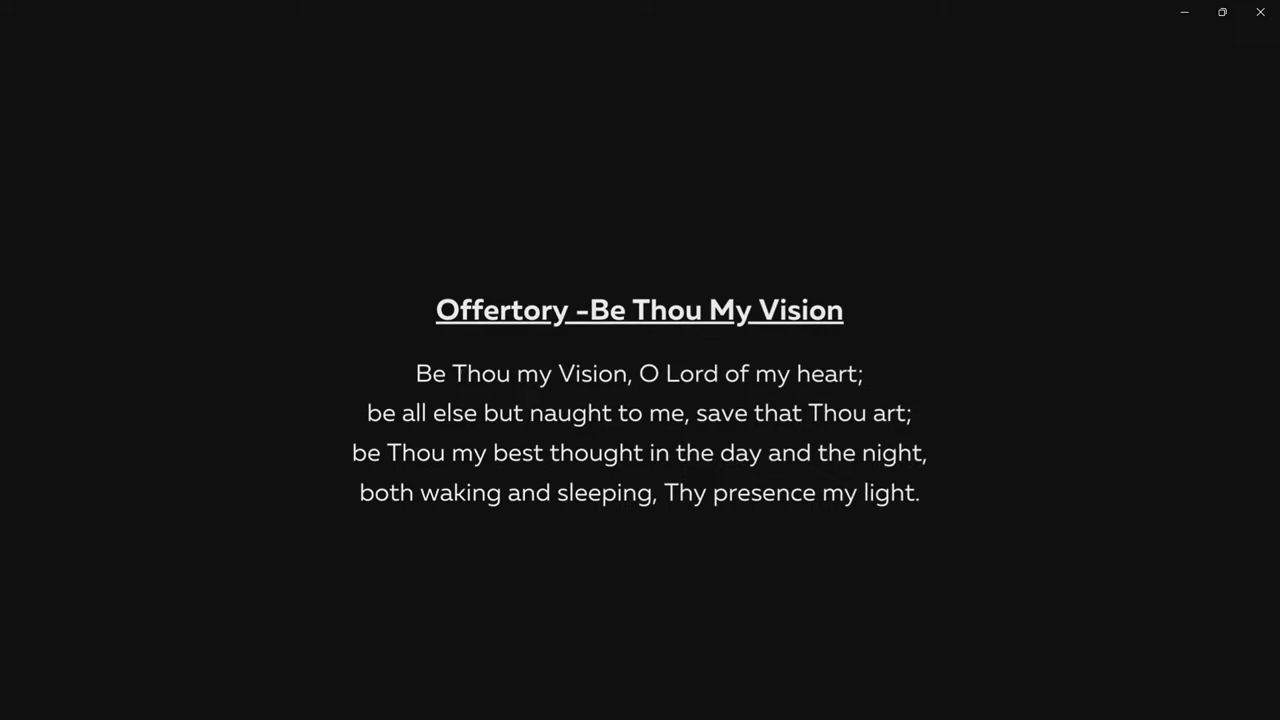 Offertory -Be Thou My Vision
Be Thou my Vision, O Lord of my heart;
be all else but naught to me, save that Thou art;
be Thou my best thought in the day and the night,
both waking and sleeping, Thy presence my light.